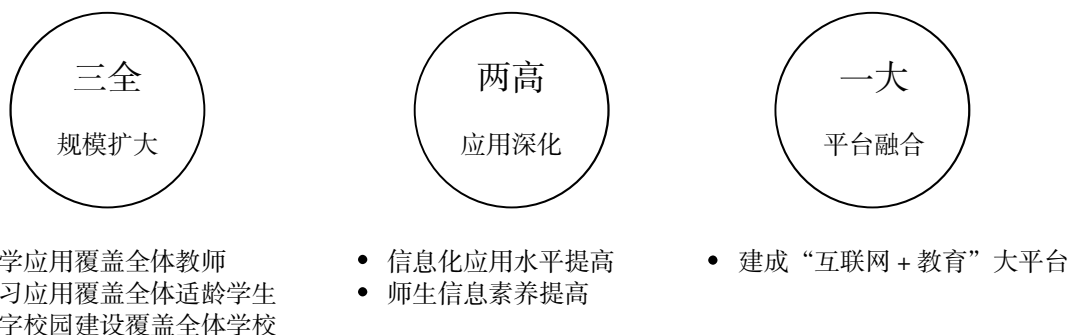 三全
规模扩大
学应用覆盖全体教师
习应用覆盖全体适龄学生
字校园建设覆盖全体学校
两高
应用深化
• 信息化应用水平提高
• 师生信息素养提高
一大
平台融合
• 建成“互联网+教育”大平台